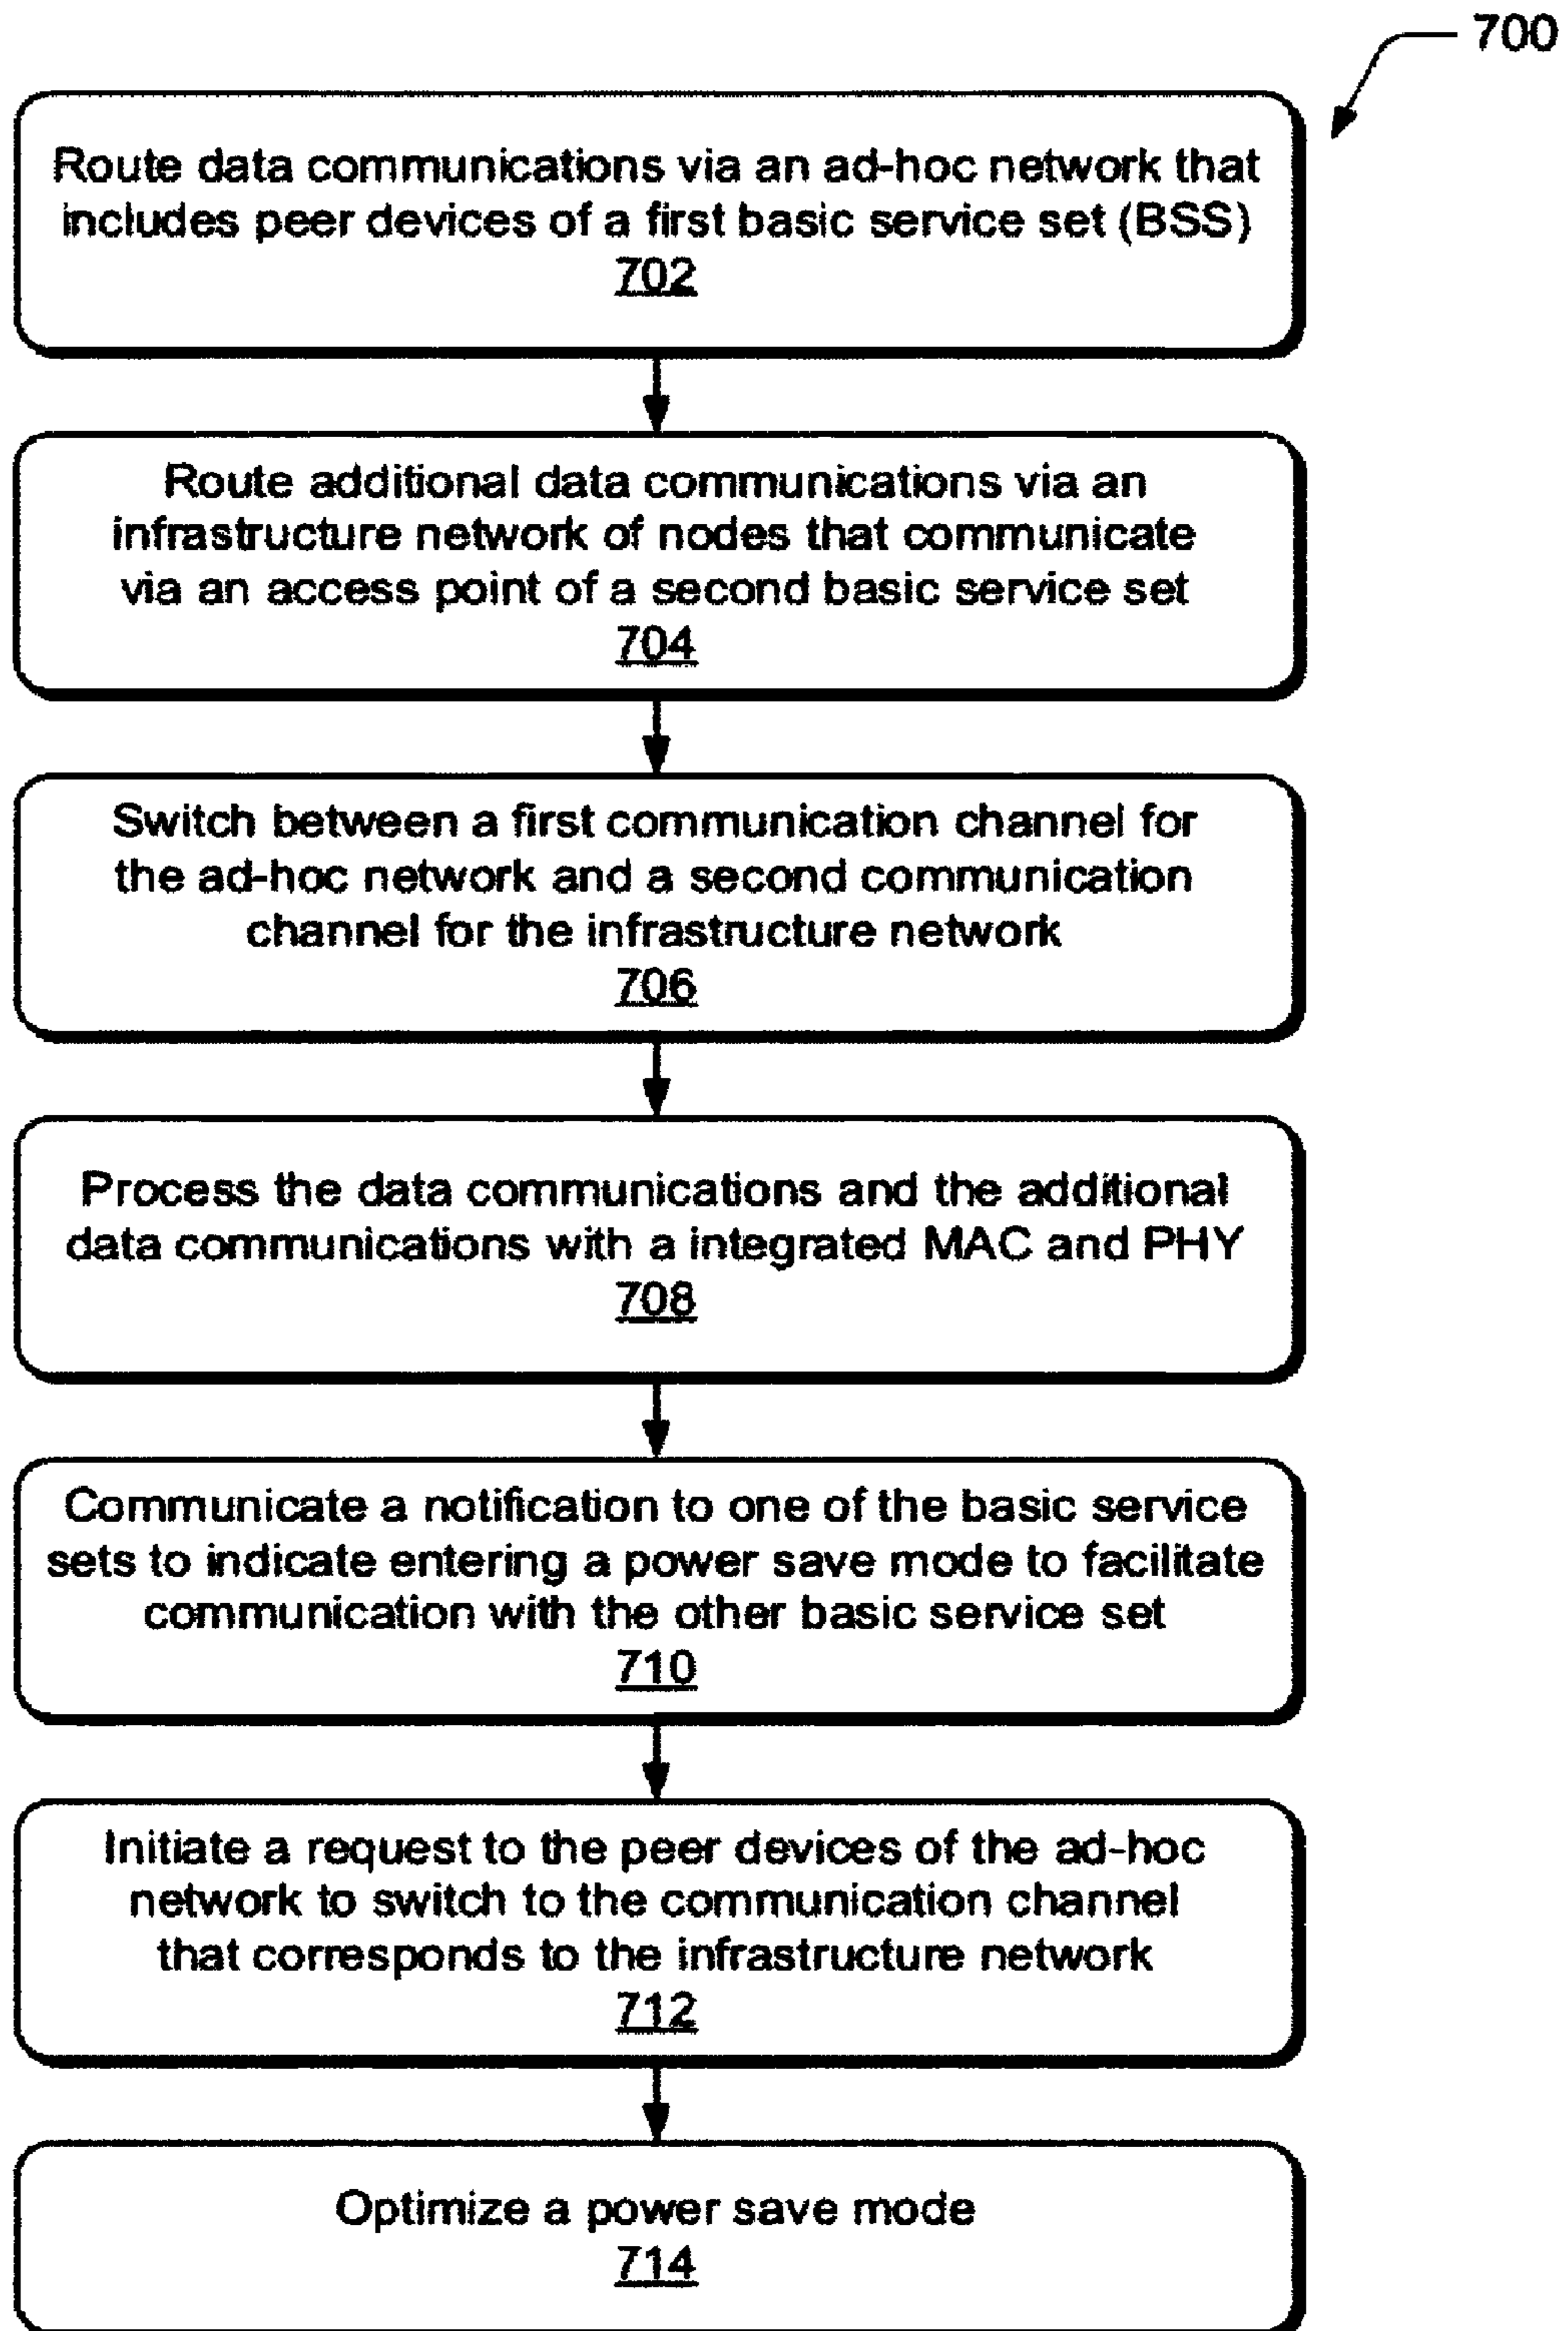 700
Route data communications via an ad-hoc network that
includes peer devices of a first basic service set (BSS)
702
Route additional data communications via an
infrastructure network of nodes that communicate
via an access point of a second basic service set
704
Switch between a first communication channel for
the ad-hoc network and a second communication
channel for the infrastructure network
706
Process the data communications and the additional
data communications with a integrated MAC and PHY
708
Communicate a notification to one of the basic service
sets to indicate entering a power save mode to facilitate
communication with the other basic service set
710
Initiate a request to the peer devices of the ad-hoc
network to switch to the communication channel
that corresponds to the infrastructure network
712
Optimize a power save mode
714